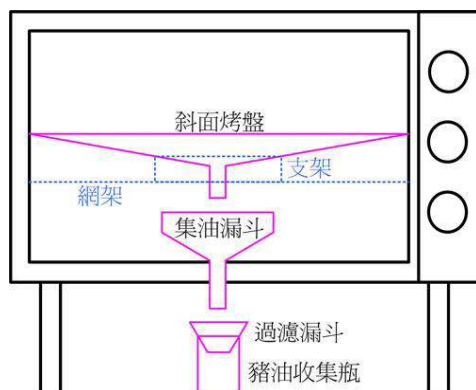 斜面烤盤
支架
網架
集油漏斗
過濾漏斗
豬油收集瓶